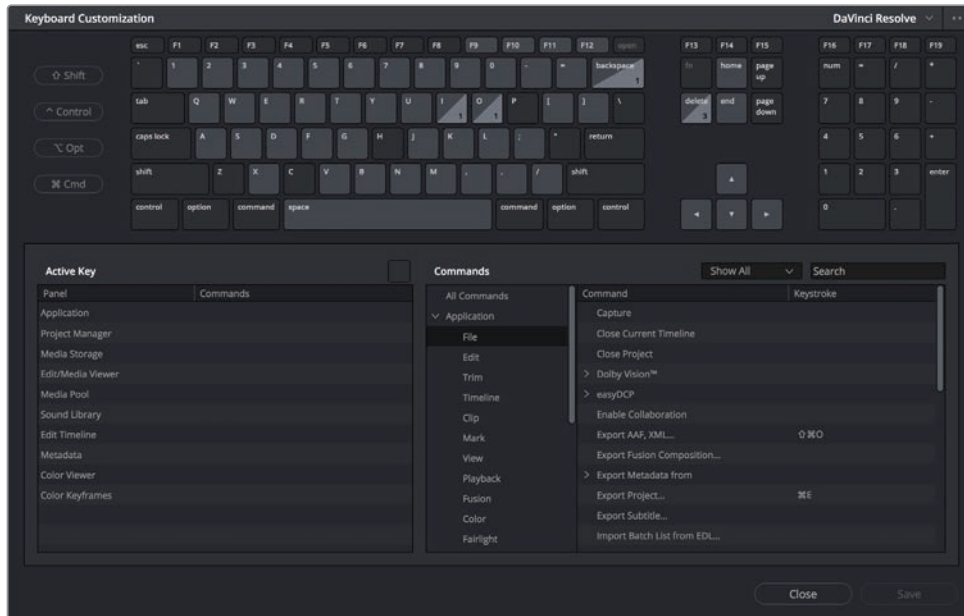 Keyboard Customization DaVinci Resolve
esc F1 F2 F3 F4 F5 F6 F7 F8 F9 F10 F11 F12 F13 F14 F15 F16 F17 F18 F19
⇧ Shift
` 1 2 3 4 5 6 7 8 9 0 - = backspace 1 fn home page up num = / *
^ Control
tab Q W E R T Y U I 1 O 1 P [ ] \ delete 3 end page down 7 8 9 -
⌥ Opt
caps lock A S D F G H J K L ; " return 4 5 6 +
⌘ Cmd
shift Z X C V B N M , . / shift ▲ 1 2 3 enter
control option command space command option control ◄ ▼ ► 0 .
Active Key
Panel Commands
Application
Project Manager
Media Storage
Edit/Media Viewer
Media Pool
Sound Library
Edit Timeline
Metadata
Color Viewer
Color Keyframes
Commands Show All Search
All Commands
Application
File
Edit
Trim
Timeline
Clip
Mark
View
Playback
Fusion
Color
Fairlight
Command Keystroke
Capture
Close Current Timeline
Close Project
> Dolby Vision™
> easyDCP
Enable Collaboration
Export AAF, XML... ⇧⌘O
Export Fusion Composition...
> Export Metadata from
Export Project... ⌘E
Export Subtitle...
Import Batch List from EDL...
Close Save